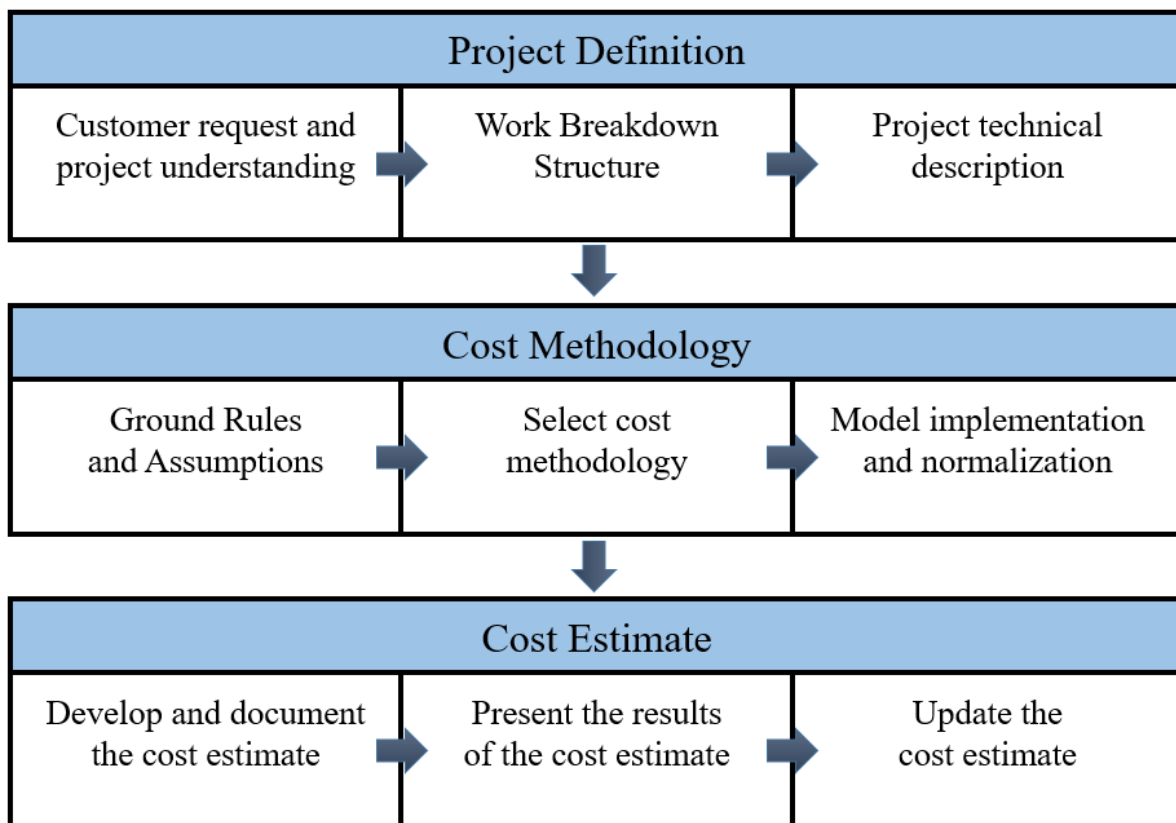 Project Definition
Customer request and
project understanding
Work Breakdown
Structure
Project technical
description
Cost Methodology
Ground Rules
and Assumptions
Select cost
methodology
Model implementation
and normalization
Cost Estimate
Develop and document
the cost estimate
Present the results
of the cost estimate
Update the
cost estimate